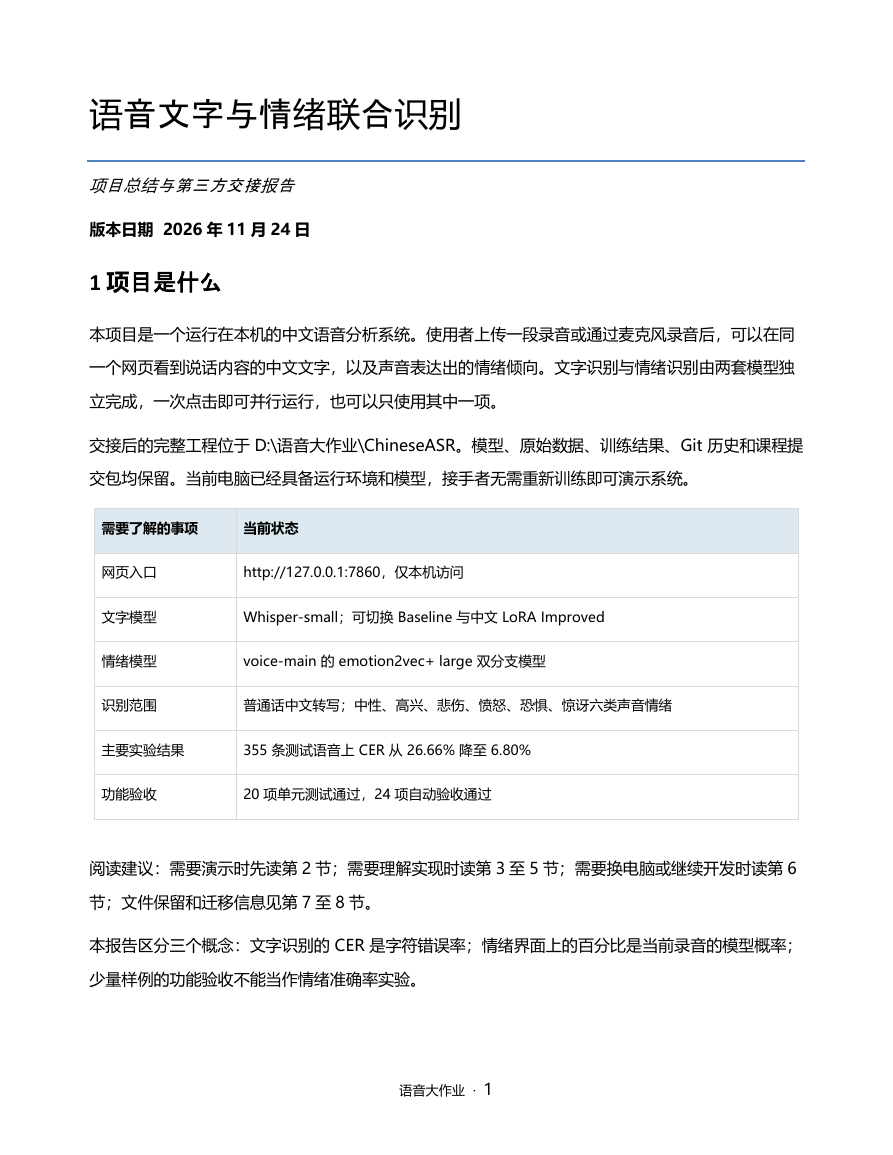 语音文字与情绪联合识别
项目总结与第三方交接报告
版本日期 2026 年 11 月 24 日
1 项目是什么
本项目是一个运行在本机的中文语音分析系统。使用者上传一段录音或通过麦克风录音后，可以在同
一个网页看到说话内容的中文文字，以及声音表达出的情绪倾向。文字识别与情绪识别由两套模型独
立完成，一次点击即可并行运行，也可以只使用其中一项。
交接后的完整工程位于 D:\语音大作业\ChineseASR。模型、原始数据、训练结果、Git 历史和课程提
交包均保留。当前电脑已经具备运行环境和模型，接手者无需重新训练即可演示系统。
需要了解的事项 当前状态
网页入口 http://127.0.0.1:7860，仅本机访问
文字模型 Whisper-small；可切换 Baseline 与中文 LoRA Improved
情绪模型 voice-main 的 emotion2vec+ large 双分支模型
识别范围 普通话中文转写；中性、高兴、悲伤、愤怒、恐惧、惊讶六类声音情绪
主要实验结果 355 条测试语音上 CER 从 26.66% 降至 6.80%
功能验收 20 项单元测试通过，24 项自动验收通过
阅读建议：需要演示时先读第 2 节；需要理解实现时读第 3 至 5 节；需要换电脑或继续开发时读第 6
节；文件保留和迁移信息见第 7 至 8 节。
本报告区分三个概念：文字识别的 CER 是字符错误率；情绪界面上的百分比是当前录音的模型概率；
少量样例的功能验收不能当作情绪准确率实验。
语音大作业 · 1